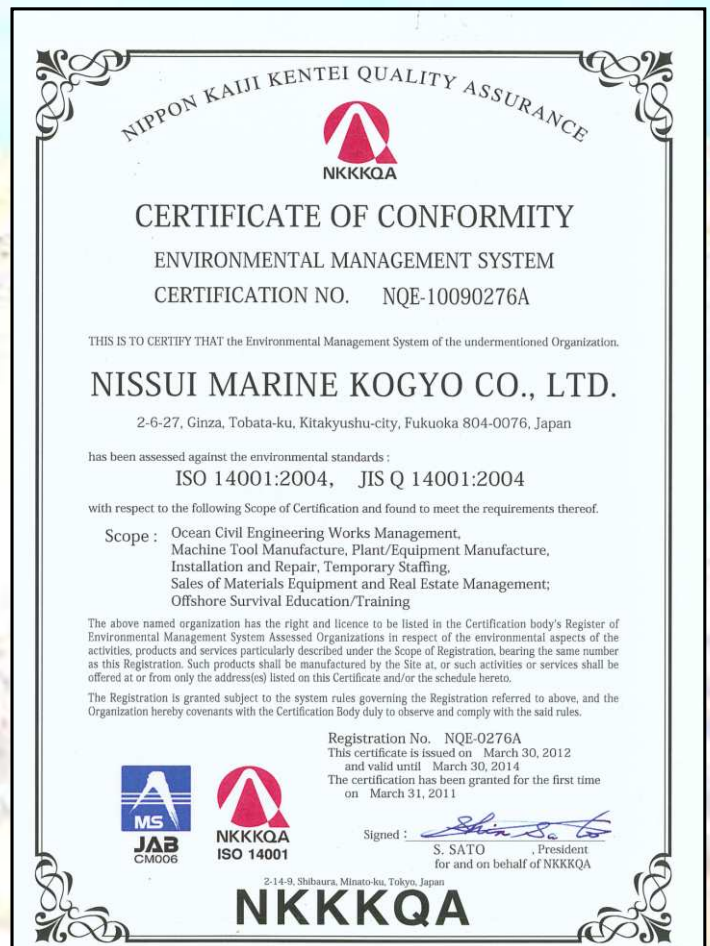 NIPPON KAIJI KENTEI QUALITY ASSURANCE
NKKKQA
CERTIFICATE OF CONFORMITY
ENVIRONMENTAL MANAGEMENT SYSTEM
CERTIFICATION NO. NQE-10090276A
THIS IS TO CERTIFY THAT the Environmental Management System of the undermentioned Organization.
NISSUI MARINE KOGYO CO., LTD.
2-6-27, Ginza, Tobata-ku, Kitakyushu-city, Fukuoka 804-0076, Japan
has been assessed against the environmental standards :
ISO 14001:2004, JIS Q 14001:2004
with respect to the following Scope of Certification and found to meet the requirements thereof.
Scope : Ocean Civil Engineering Works Management,
Machine Tool Manufacture, Plant/Equipment Manufacture,
Installation and Repair, Temporary Staffing,
Sales of Materials Equipment and Real Estate Management;
Offshore Survival Education/Training
The above named organization has the right and licence to be listed in the Certification body's Register of
Environmental Management System Assessed Organizations in respect of the environmental aspects of the
activities, products and services particularly described under the Scope of Registration, bearing the same number
as this Registration. Such products shall be manufactured by the Site at, or such activities or services shall be
offered at or from only the address(es) listed on this Certificate and/or the schedule hereto.
The Registration is granted subject to the system rules governing the Registration referred to above, and the
Organization hereby covenants with the Certification Body duly to observe and comply with the said rules.
Registration No. NQE-0276A
This certificate is issued on March 30, 2012
and valid until March 30, 2014
The certification has been granted for the first time
on March 31, 2011
MS
JAB
CM006
NKKKQA
ISO 14001
Signed : Shin Sato
S. SATO , President
for and on behalf of NKKKQA
2-14-9, Shibaura, Minato-ku, Tokyo, Japan
NKKKQA